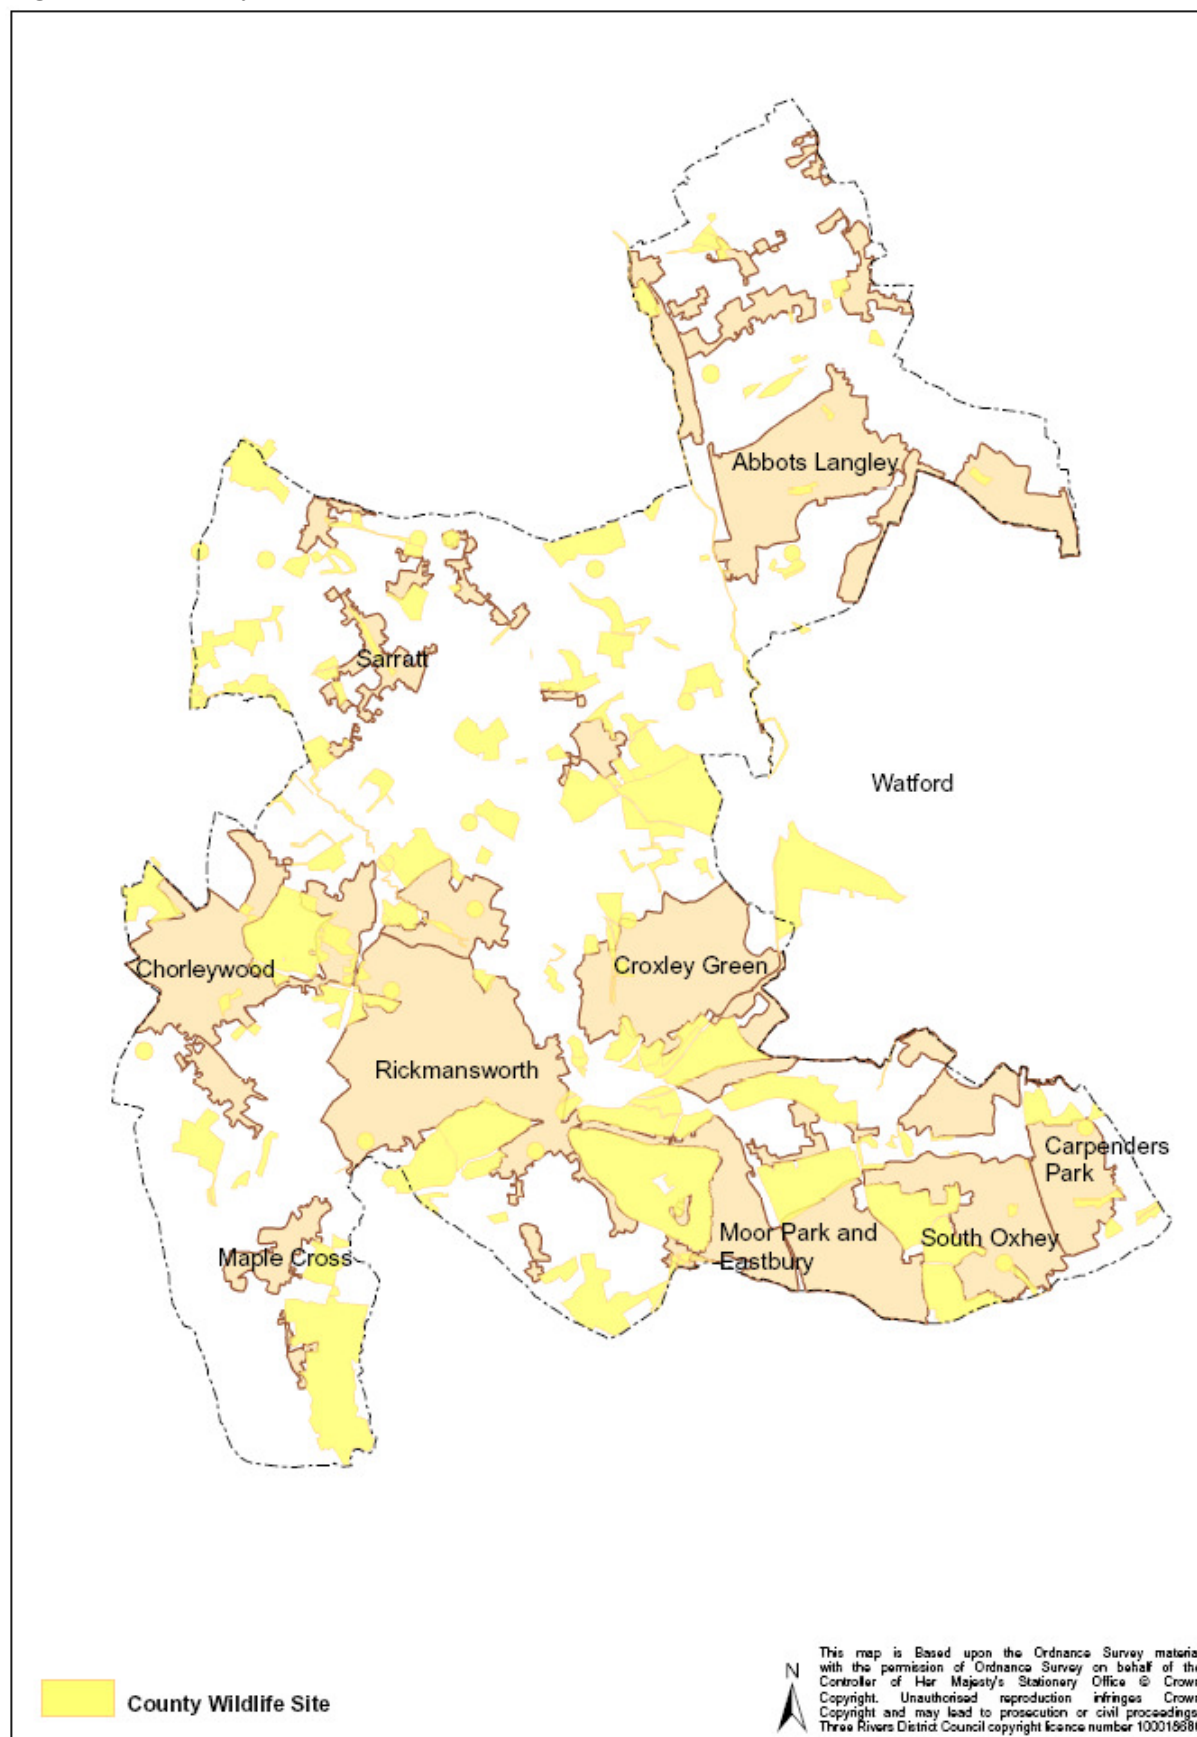 Abbots Langley
Sarratt
Watford
Chorleywood
Croxley Green
Rickmansworth
Carpenders
Park
Moor Park and
Eastbury
South Oxhey
Maple Cross
County Wildlife Site
N
This map is Based upon the Ordnance Survey material
with the permission of Ordnance Survey on behalf of the
Controller of Her Majesty's Stationery Office © Crown
Copyright. Unauthorised reproduction infringes Crown
Copyright and may lead to prosecution or civil proceedings
Three Rivers District Council copyright licence number 100018686